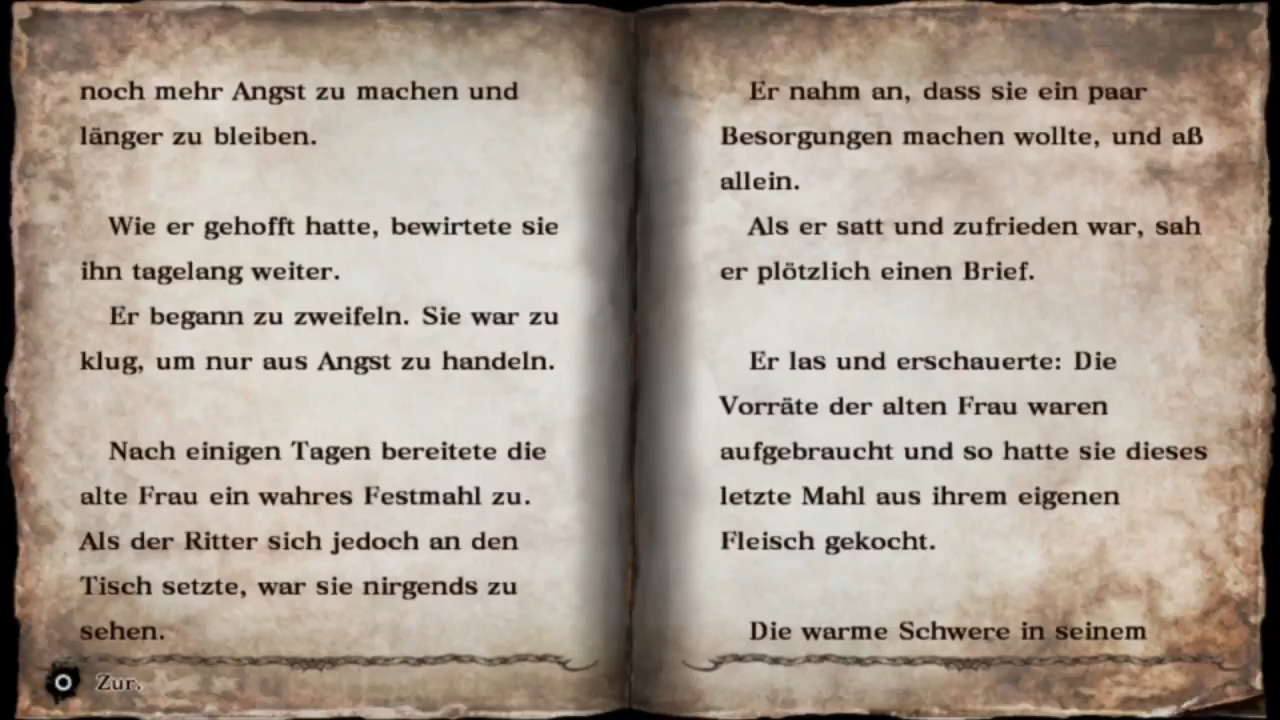 noch mehr Angst zu machen und
länger zu bleiben.
Wie er gehofft hatte, bewirtete sie
ihn tagelang weiter.
Er begann zu zweifeln. Sie war zu
klug, um nur aus Angst zu handeln.
Nach einigen Tagen bereitete die
alte Frau ein wahres Festmahl zu.
Als der Ritter sich jedoch an den
Tisch setzte, war sie nirgends zu
sehen.
Er nahm an, dass sie ein paar
Besorgungen machen wollte, und aß
allein.
Als er satt und zufrieden war, sah
er plötzlich einen Brief.
Er las und erschauerte: Die
Vorräte der alten Frau waren
aufgebraucht und so hatte sie dieses
letzte Mahl aus ihrem eigenen
Fleisch gekocht.
Die warme Schwere in seinem
Zur.